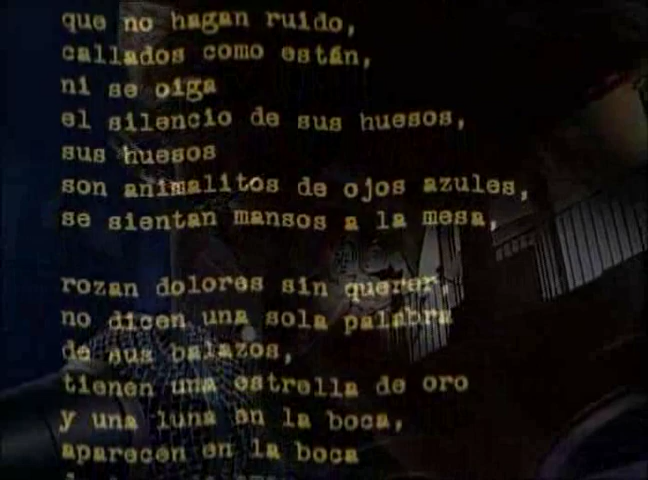 que no hagan ruido,
callados como están,
ni se oiga
el silencio de sus huesos,
sus huesos
son animalitos de ojos azules,
se sientan mansos a la mesa,
rozan dolores sin querer,
no dicen una sola palabra
de sus balazos,
tienen una estrella de oro
y una luna en la boca,
aparecen en la boca